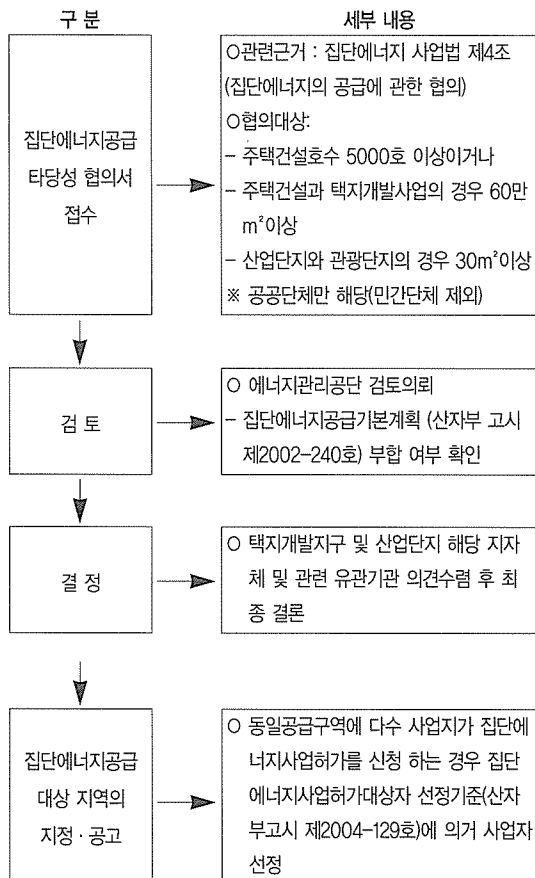 구 분
세부 내용
집단에너지공급
타당성 협의서
접수
O관련근거 : 집단에너지 사업법 제4조
(집단에너지의 공급에 관한 협의)
O협의대상:
- 주택건설호수 5000호 이상이거나
- 주택건설과 택지개발사업의 경우 60만
m²이상
- 산업단지와 관광단지의 경우 30m²이상
※ 공공단체만 해당(민간단체 제외)
검 토
O 에너지관리공단 검토의뢰
- 집단에너지공급기본계획 (산자부 고시
제2002-240호) 부합 여부 확인
결 정
O 택지개발지구 및 산업단지 해당 지자
체 및 관련 유관기관 의견수렴 후 최
종 결론
집단에너지공급
대상 지역의
지정 · 공고
O 동일공급구역에 다수 사업지가 집단에
너지사업허가를 신청 하는 경우 집단
에너지사업허가대상자 선정기준(산자
부고시 제2004-129호)에 의거 사업자
선정